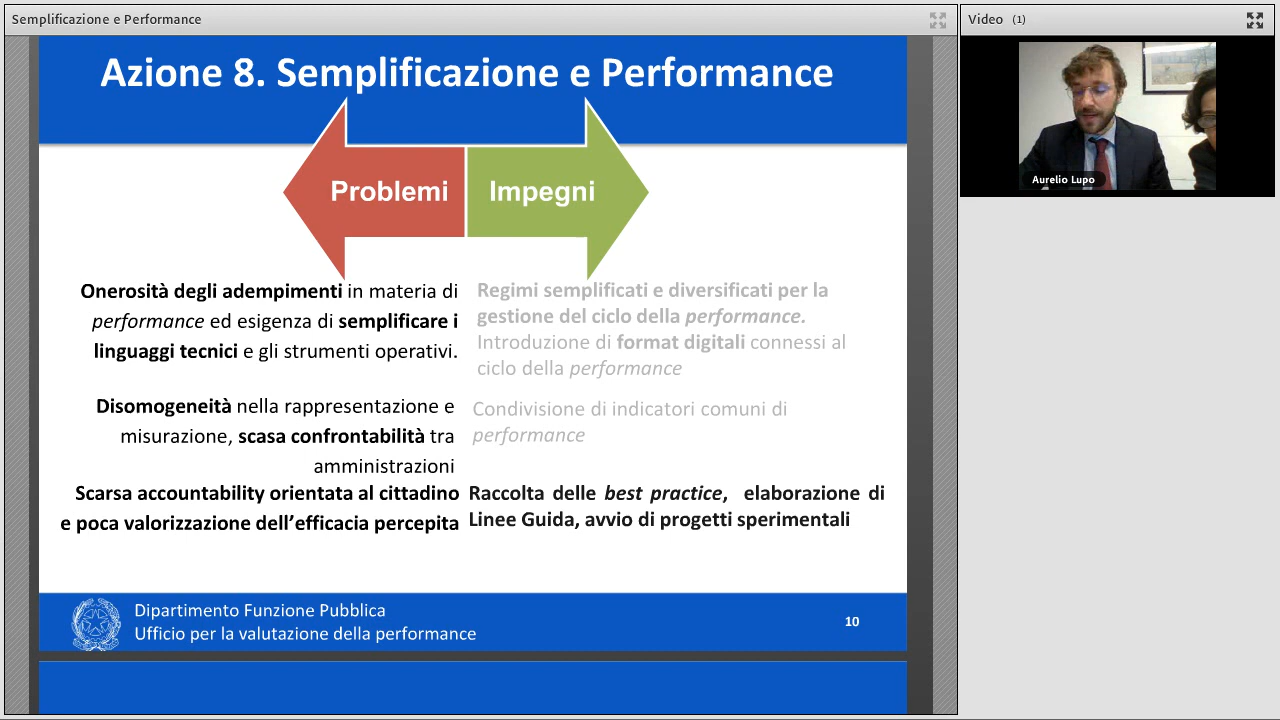 Semplificazione e Performance
Video (1)
Azione 8. Semplificazione e Performance
Problemi
Impegni
Onerosità degli adempimenti in materia di
performance ed esigenza di semplificare i
linguaggi tecnici e gli strumenti operativi.
Regimi semplificati e diversificati per la
gestione del ciclo della performance.
Introduzione di format digitali connessi al
ciclo della performance
Disomogeneità nella rappresentazione e
misurazione, scasa confrontabilità tra
amministrazioni
Condivisione di indicatori comuni di
performance
Scarsa accountability orientata al cittadino
e poca valorizzazione dell’efficacia percepita
Raccolta delle best practice, elaborazione di
Linee Guida, avvio di progetti sperimentali
Dipartimento Funzione Pubblica
Ufficio per la valutazione della performance
10
Aurelio Lupo